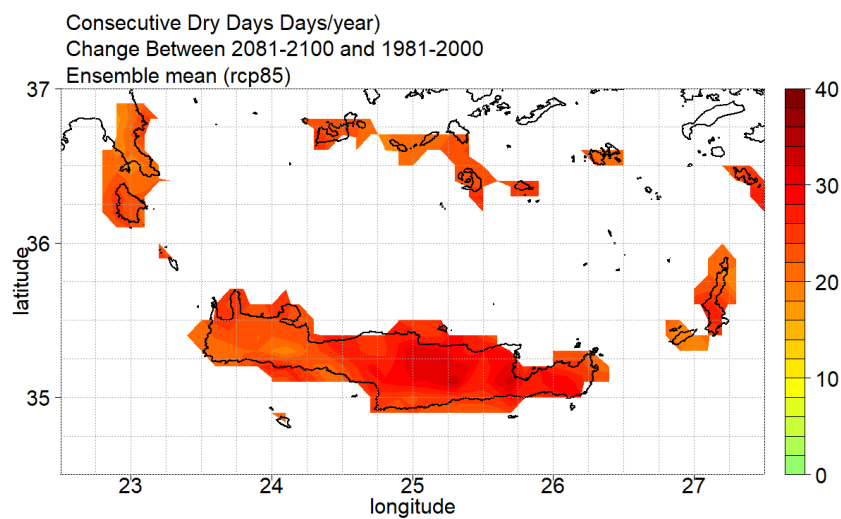 Consecutive Dry Days Days/year)
Change Between 2081-2100 and 1981-2000
Ensemble mean (rcp85)
37
36
35
latitude
23
24
25
26
27
longitude
40
30
20
10
0